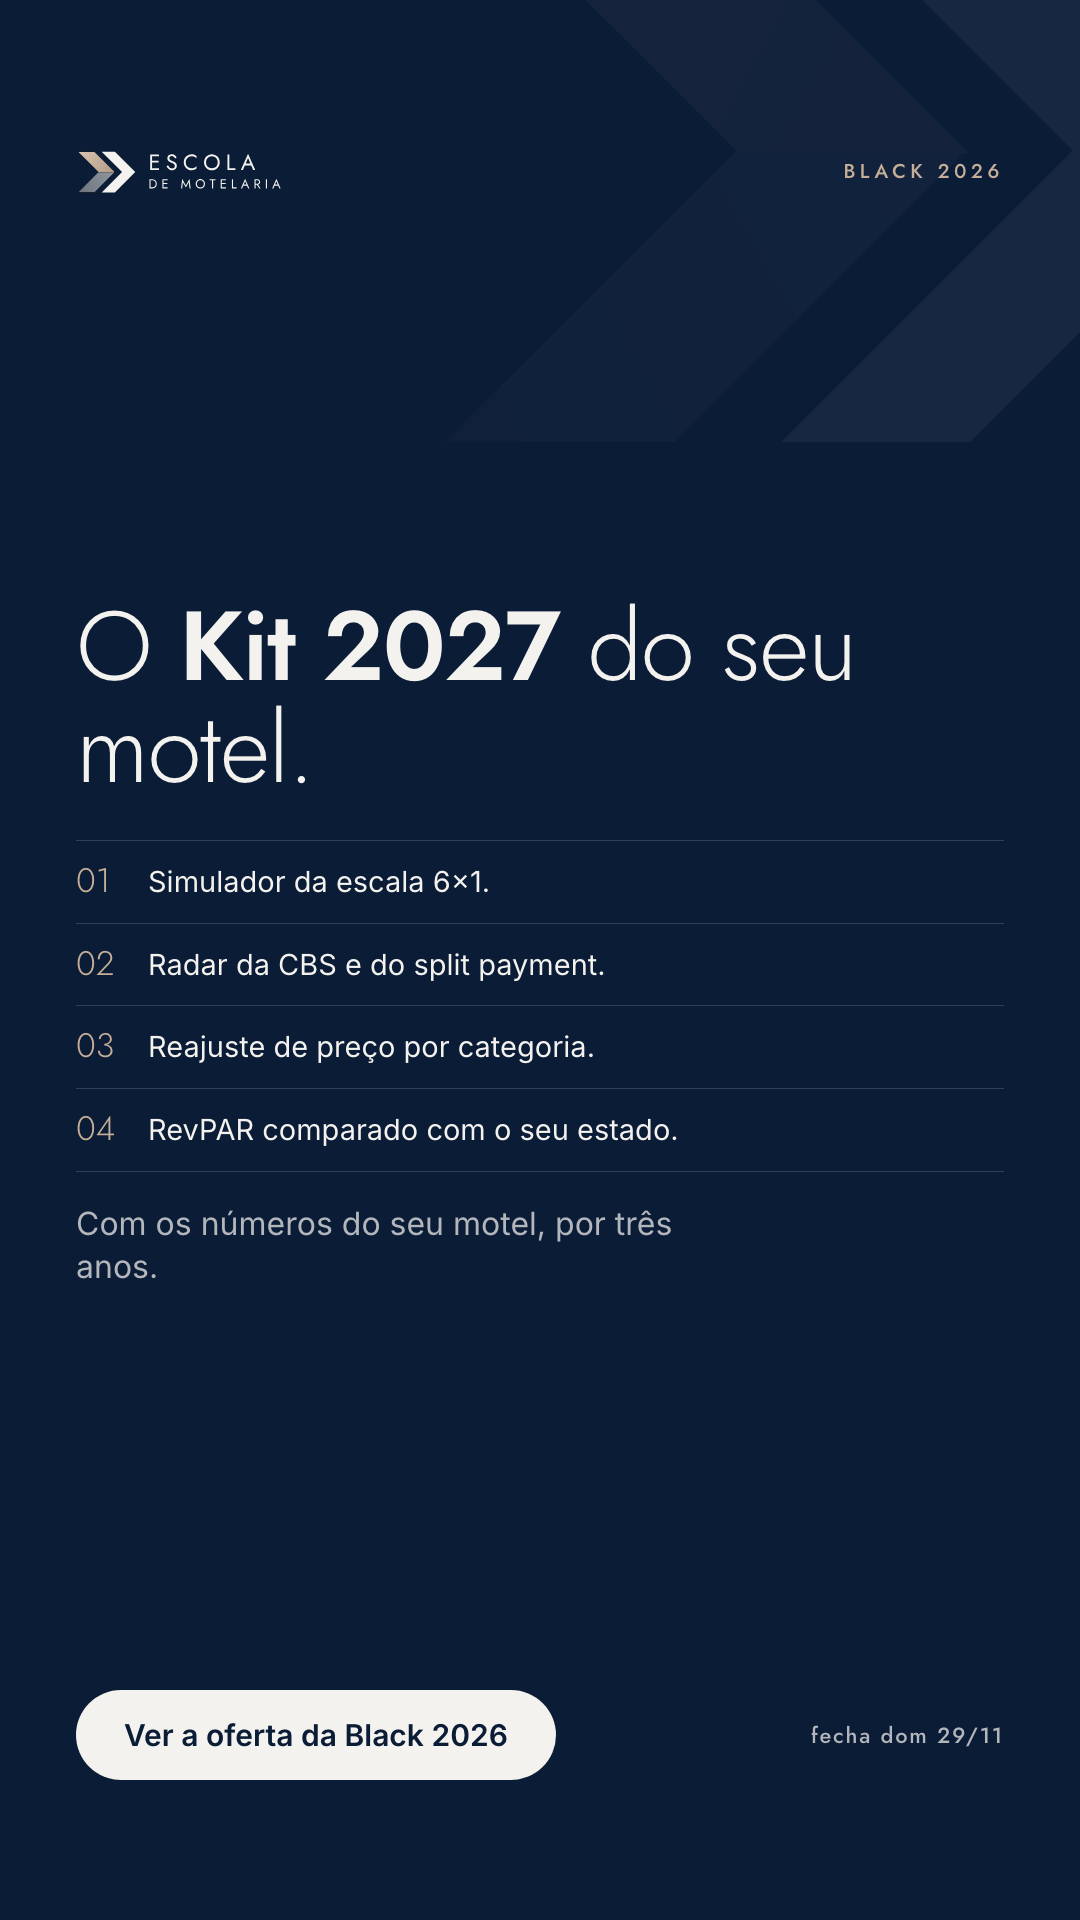 ESCOLA
DE MOTELARIA
BLACK 2026
O Kit 2027 do seu
motel.
01 Simulador da escala 6×1.
02 Radar da CBS e do split payment.
03 Reajuste de preço por categoria.
04 RevPAR comparado com o seu estado.
Com os números do seu motel, por três
anos.
Ver a oferta da Black 2026
fecha dom 29/11